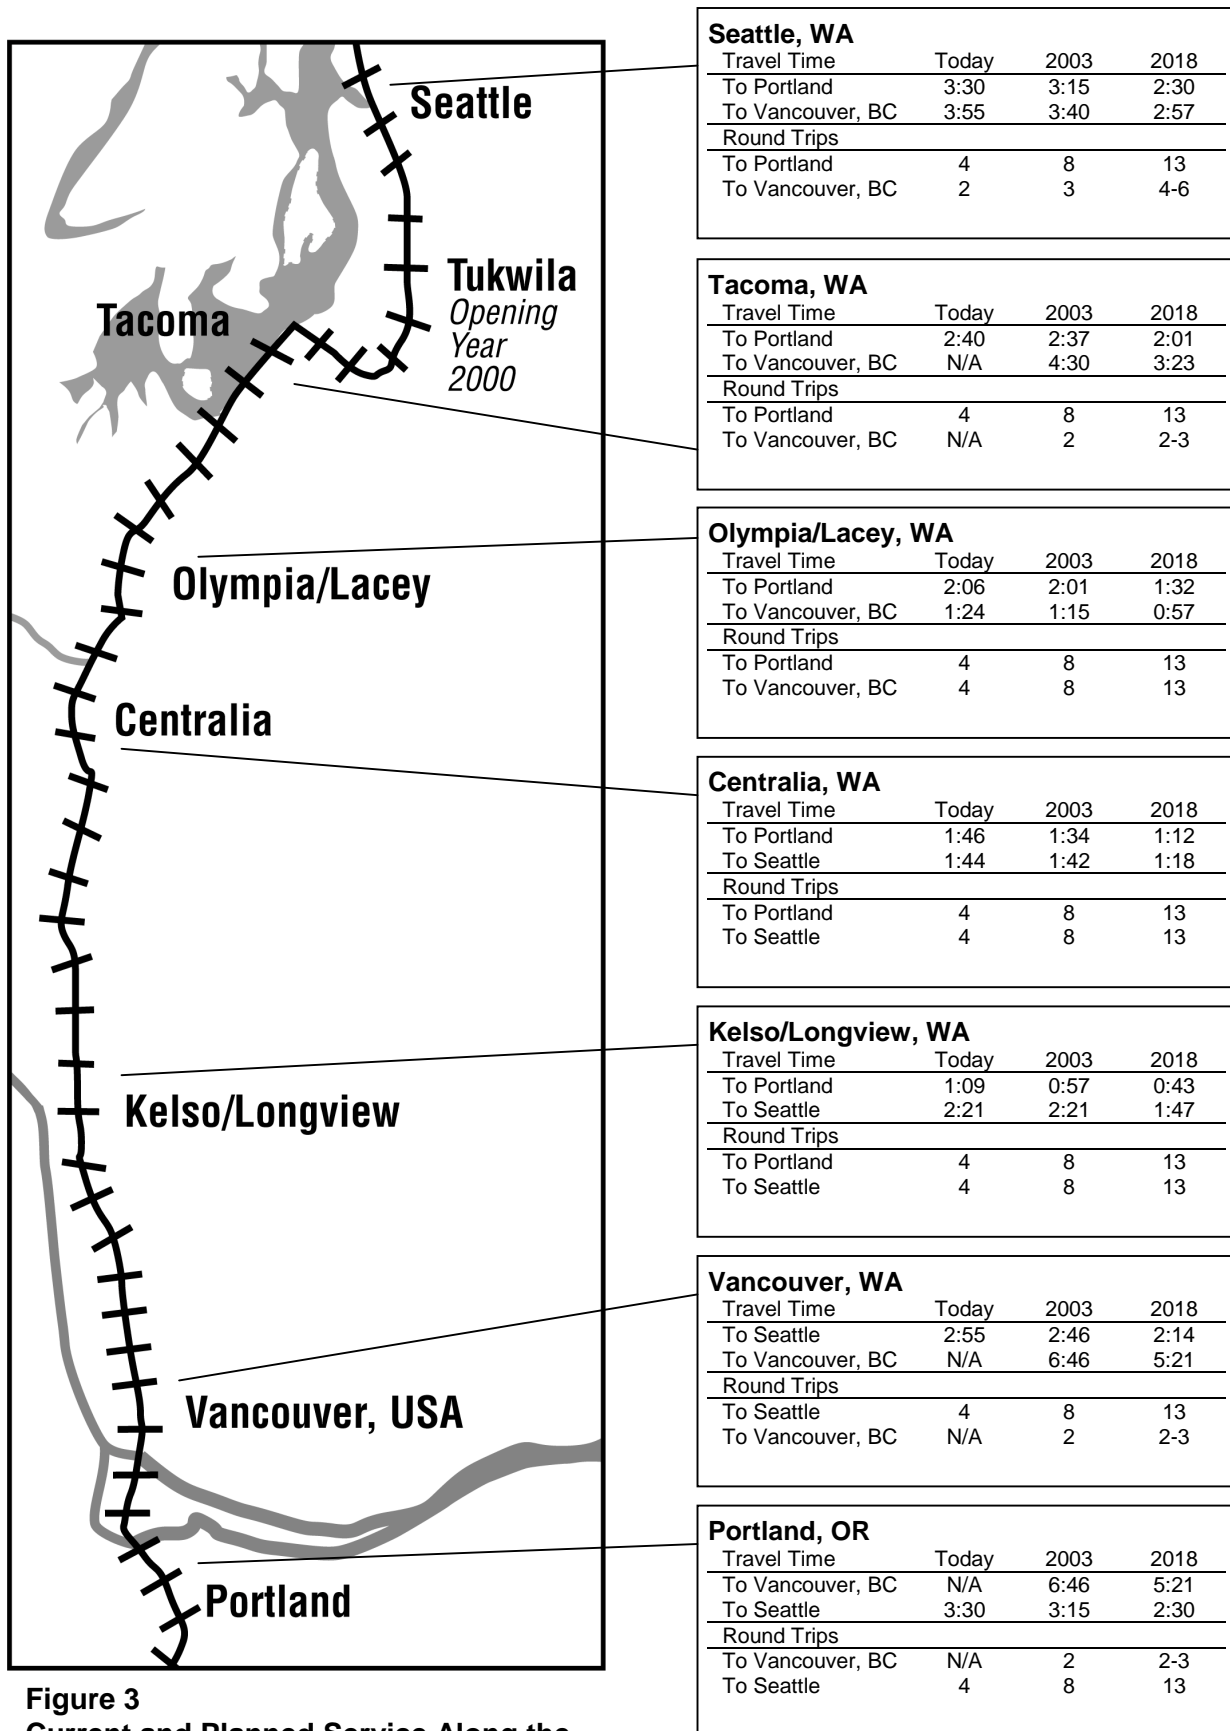 Seattle
Tukwila
Opening
Year
2000
Tacoma
Olympia/Lacey
Centralia
Kelso/Longview
Vancouver, USA
Portland
Seattle, WA
Travel Time Today 2003 2018
To Portland 3:30 3:15 2:30
To Vancouver, BC 3:55 3:40 2:57
Round Trips
To Portland 4 8 13
To Vancouver, BC 2 3 4-6
Tacoma, WA
Travel Time Today 2003 2018
To Portland 2:40 2:37 2:01
To Vancouver, BC N/A 4:30 3:23
Round Trips
To Portland 4 8 13
To Vancouver, BC N/A 2 2-3
Olympia/Lacey, WA
Travel Time Today 2003 2018
To Portland 2:06 2:01 1:32
To Vancouver, BC 1:24 1:15 0:57
Round Trips
To Portland 4 8 13
To Vancouver, BC 4 8 13
Centralia, WA
Travel Time Today 2003 2018
To Portland 1:46 1:34 1:12
To Seattle 1:44 1:42 1:18
Round Trips
To Portland 4 8 13
To Seattle 4 8 13
Kelso/Longview, WA
Travel Time Today 2003 2018
To Portland 1:09 0:57 0:43
To Seattle 2:21 2:21 1:47
Round Trips
To Portland 4 8 13
To Seattle 4 8 13
Vancouver, WA
Travel Time Today 2003 2018
To Seattle 2:55 2:46 2:14
To Vancouver, BC N/A 6:46 5:21
Round Trips
To Seattle 4 8 13
To Vancouver, BC N/A 2 2-3
Portland, OR
Travel Time Today 2003 2018
To Vancouver, BC N/A 6:46 5:21
To Seattle 3:30 3:15 2:30
Round Trips
To Vancouver, BC N/A 2 2-3
To Seattle 4 8 13
Figure 3
Current and Planned Service Along the